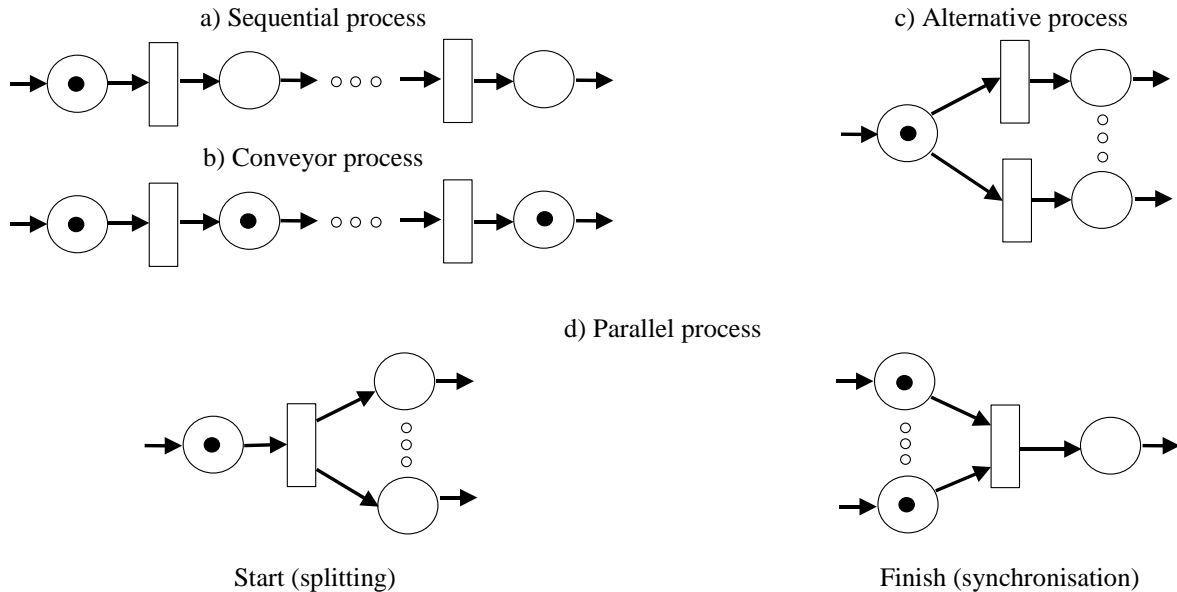 a) Sequential process
c) Alternative process
b) Conveyor process
d) Parallel process
Start (splitting)
Finish (synchronisation)